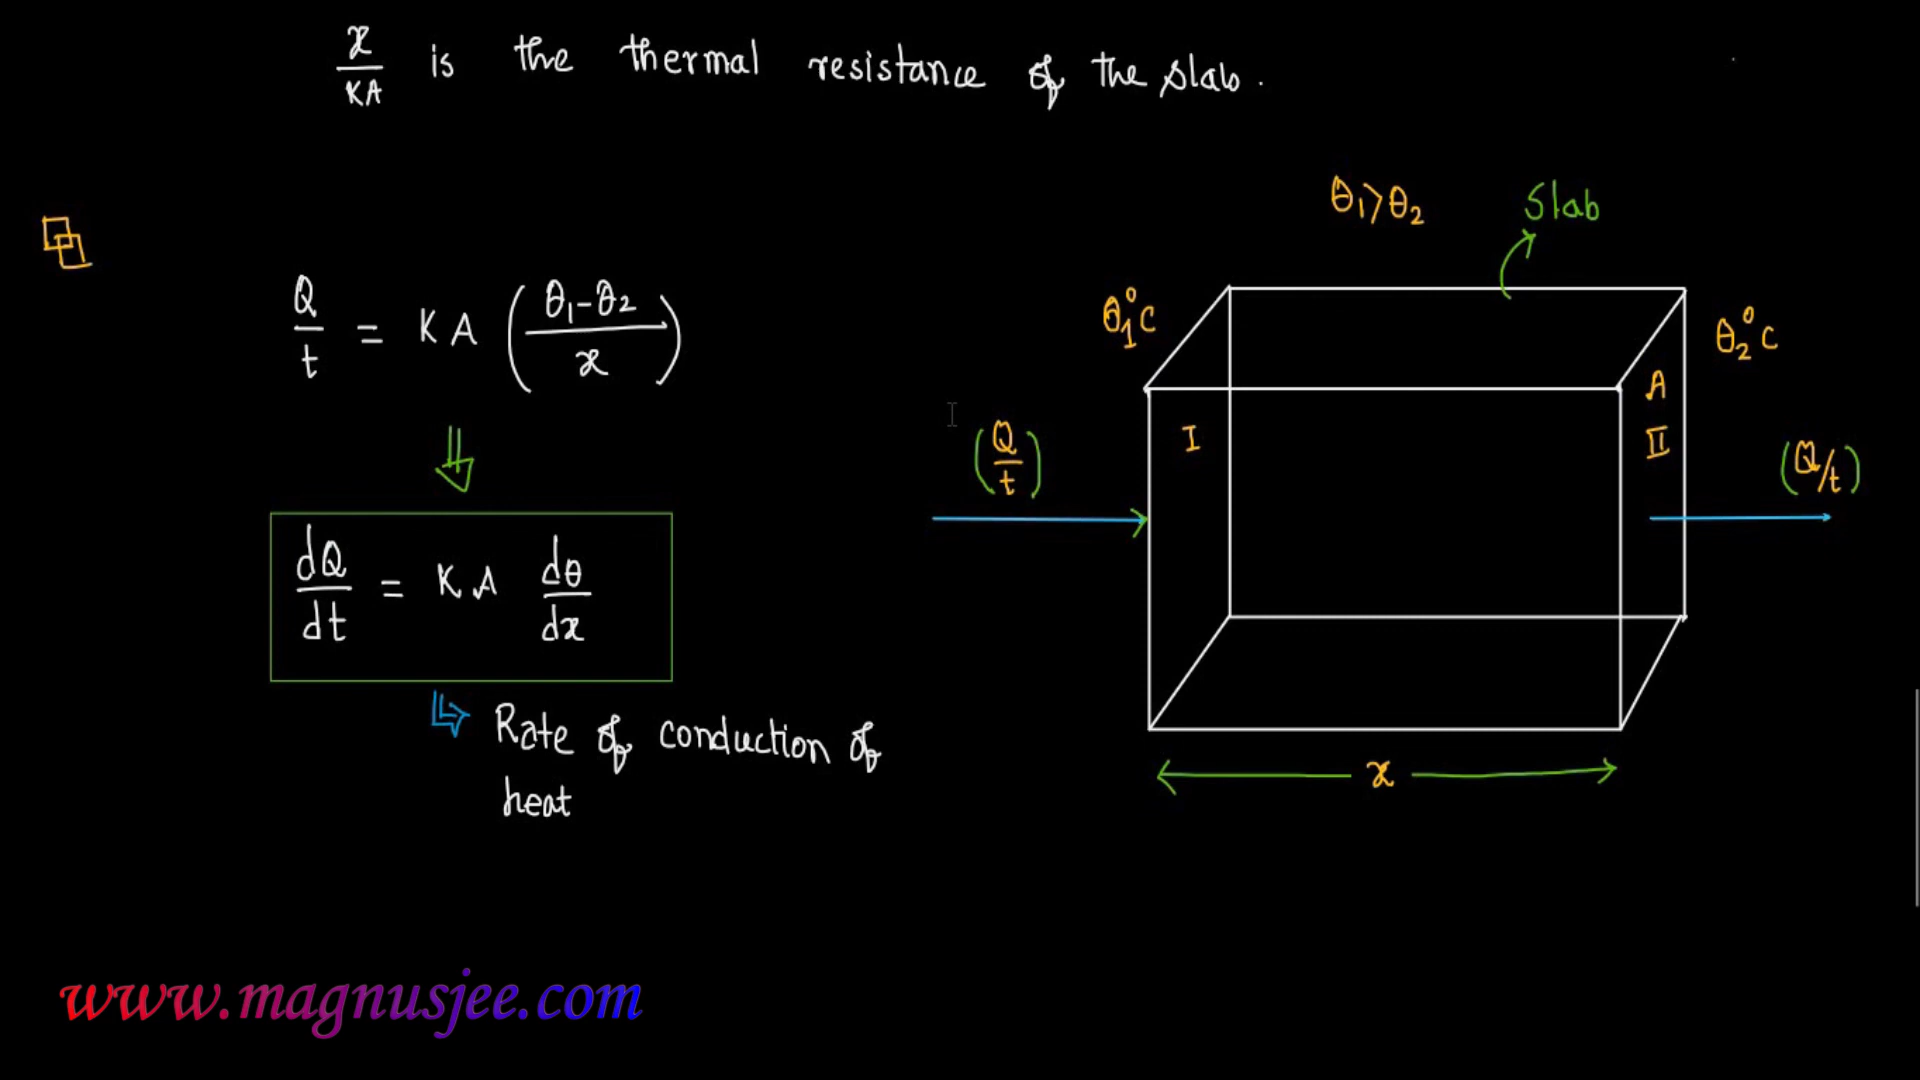 x/KA is the thermal resistance of the slab.
θ₁>θ₂ Slab
Q/t = KA (θ₁-θ₂/x)
θ₁°C
θ₂°C
A
I
II
(Q/t)
(Q/t)
dQ/dt = KA dθ/dx
Rate of conduction of
heat
x
www.magnusjee.com